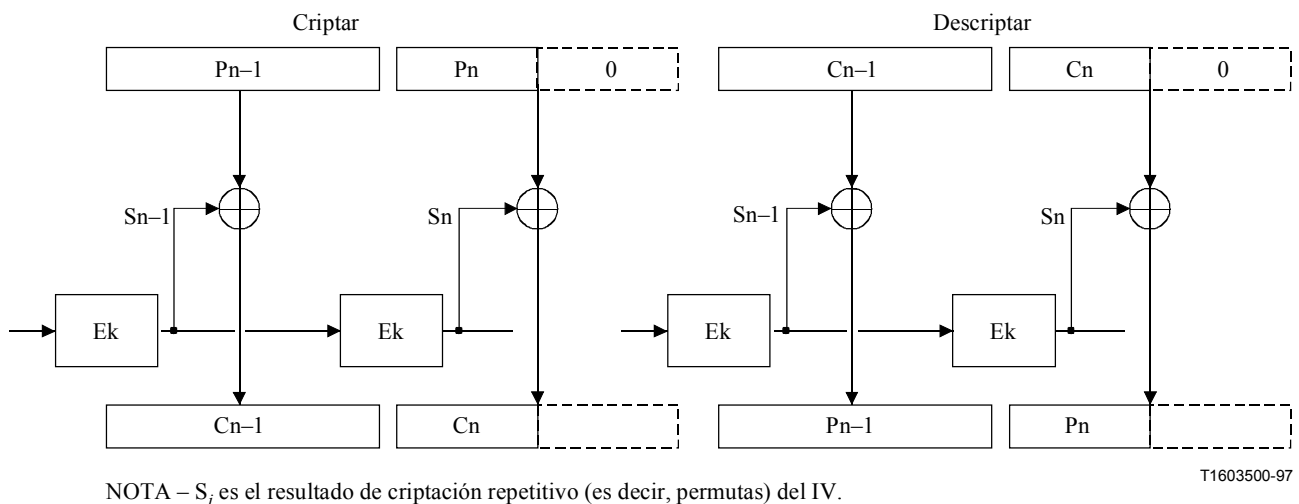 Criptar Descriptar
Pn–1 Pn 0 Cn–1 Cn 0
Sn–1 Sn Sn–1 Sn
Ek Ek Ek Ek
Cn–1 Cn Pn–1 Pn
T1603500-97
NOTA – Si es el resultado de criptación repetitivo (es decir, permutas) del IV.